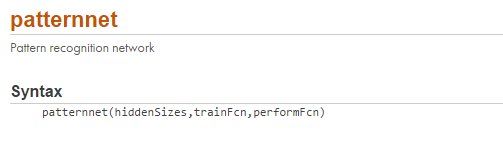 patternnet
Pattern recognition network
Syntax
patternnet(hiddenSizes,trainFcn,performFcn)